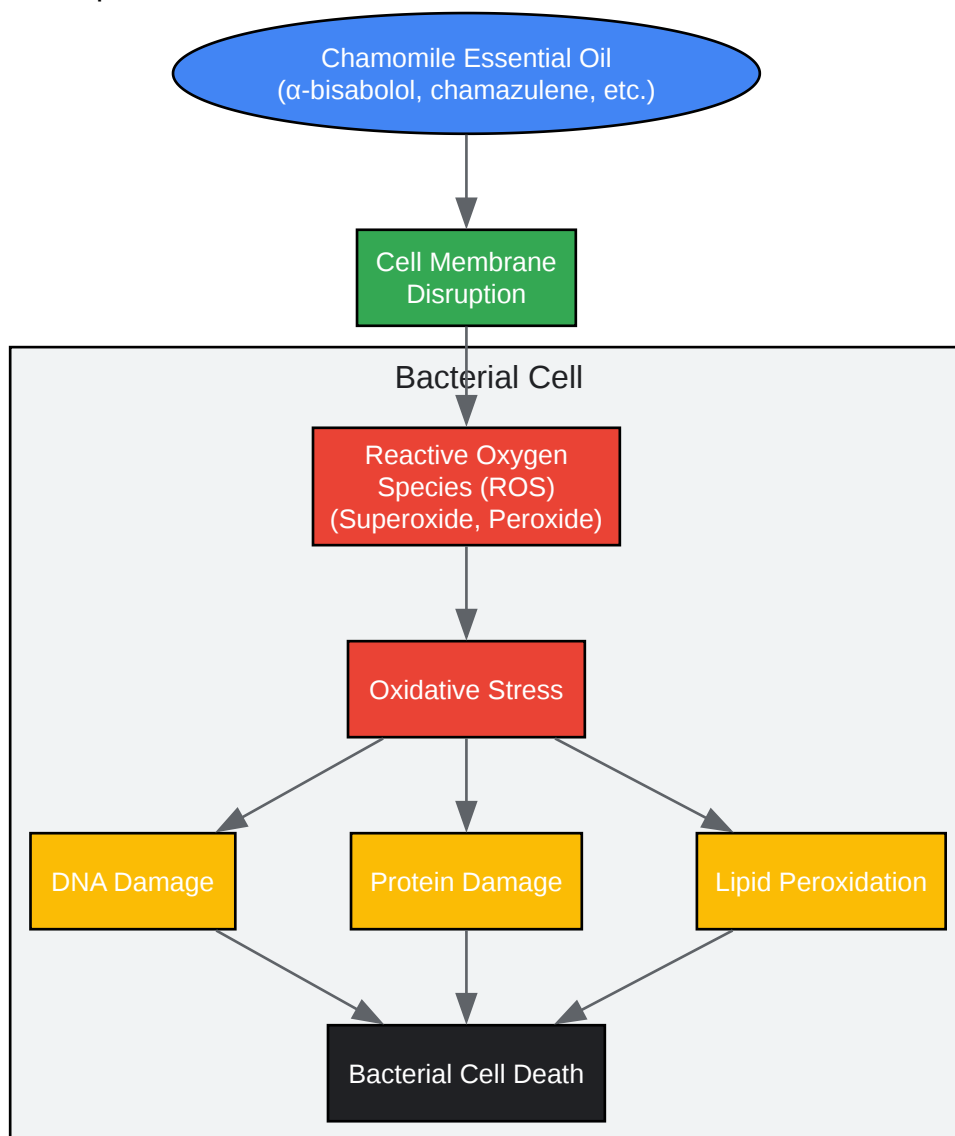 Chamomile Essential Oil
(α-bisabolol, chamazulene, etc.)
Cell Membrane
Disruption
Bacterial Cell
Reactive Oxygen
Species (ROS)
(Superoxide, Peroxide)
Oxidative Stress
DNA Damage
Protein Damage
Lipid Peroxidation
Bacterial Cell Death